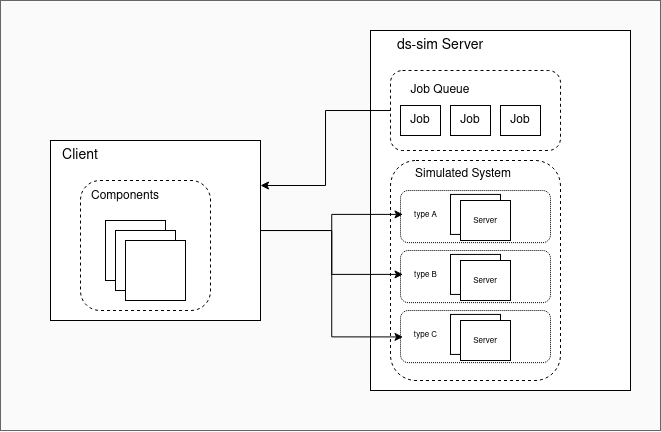 ds-sim Server
Job Queue
Job Job Job
Client
Components
Simulated System
type A
Server
type B
Server
type C
Server